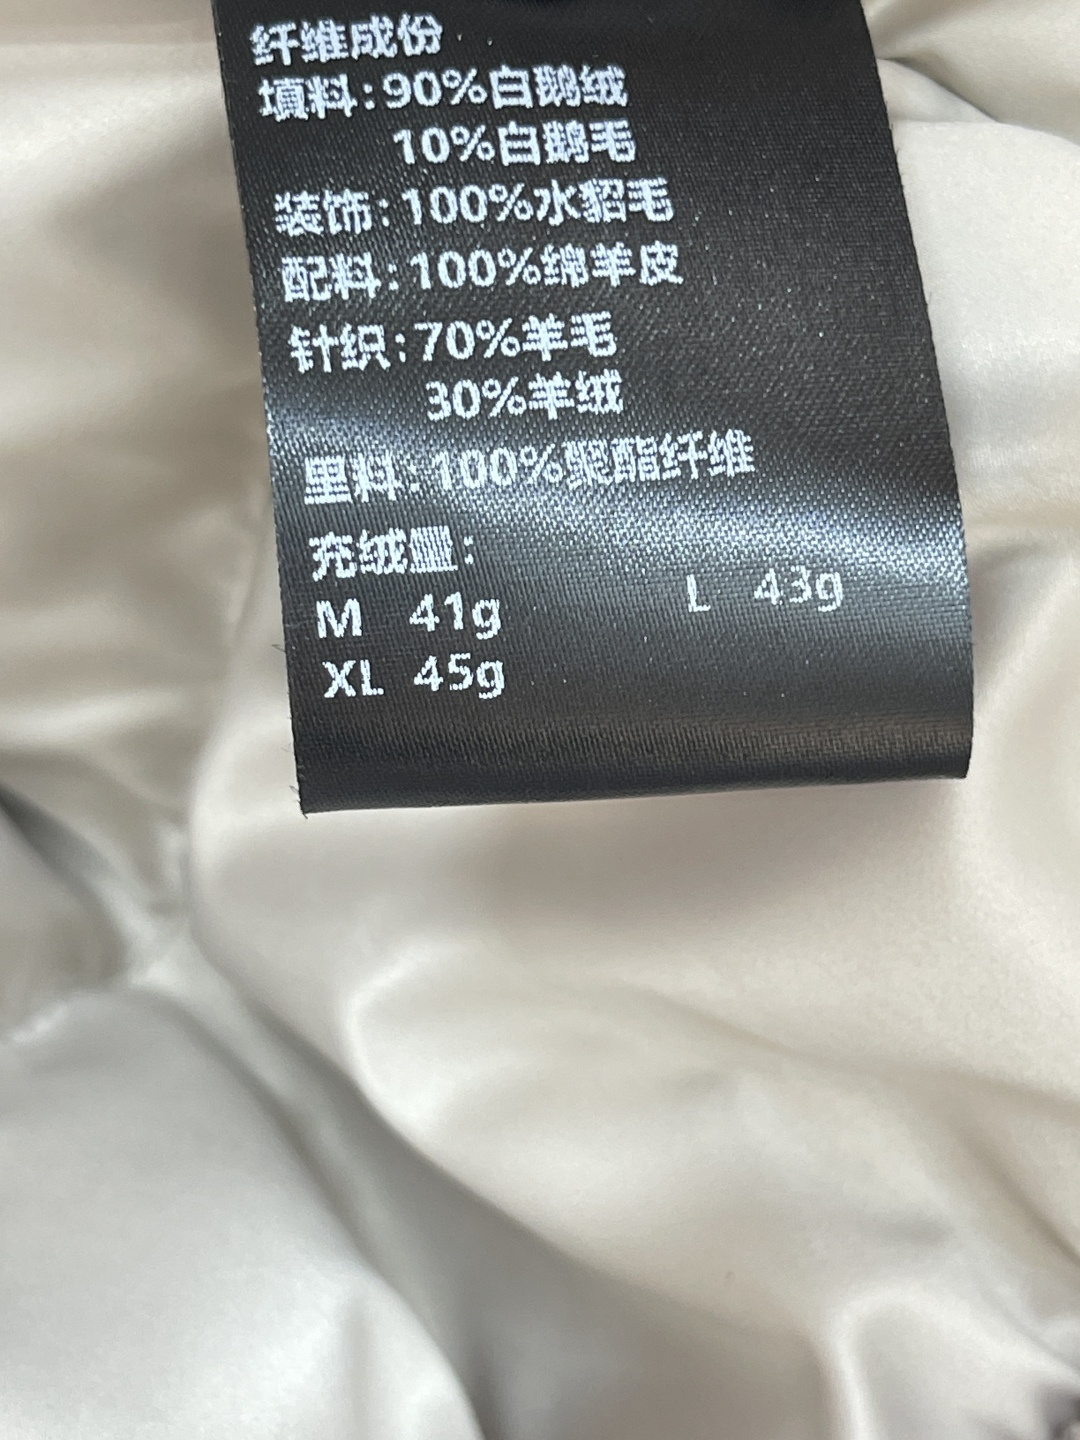 纤维成份
填料:90%白鹅绒
10%白鹅毛
装饰:100%水貂毛
配料:100%绵羊皮
针织:70%羊毛
30%羊绒
里料:100%聚酯纤维
充绒量:
M 41g L 43g
XL 45g